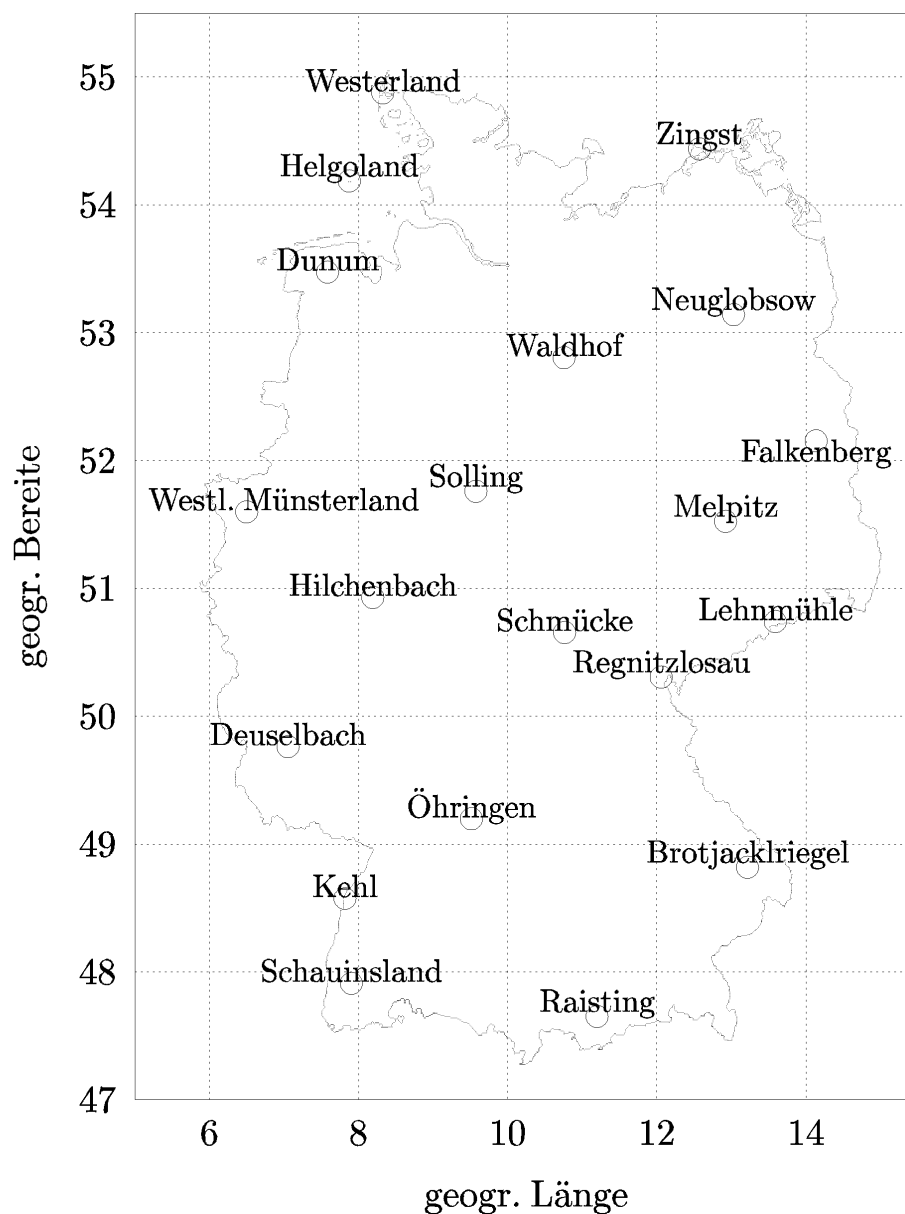 55
Westerland
Zingst
Helgoland
54
Dunum
Neuglobsow
53
Waldhof
52
Falkenberg
Solling
Westl. Münsterland
Melpitz
geogr. Bereite
51
Hilchenbach
Lehnmühle
Schmücke
Regnitzlosau
50
Deuselbach
Öhringen
49
Brotjacklriegel
Kehl
48
Schauinsland
Raisting
47
6 8 10 12 14
geogr. Länge